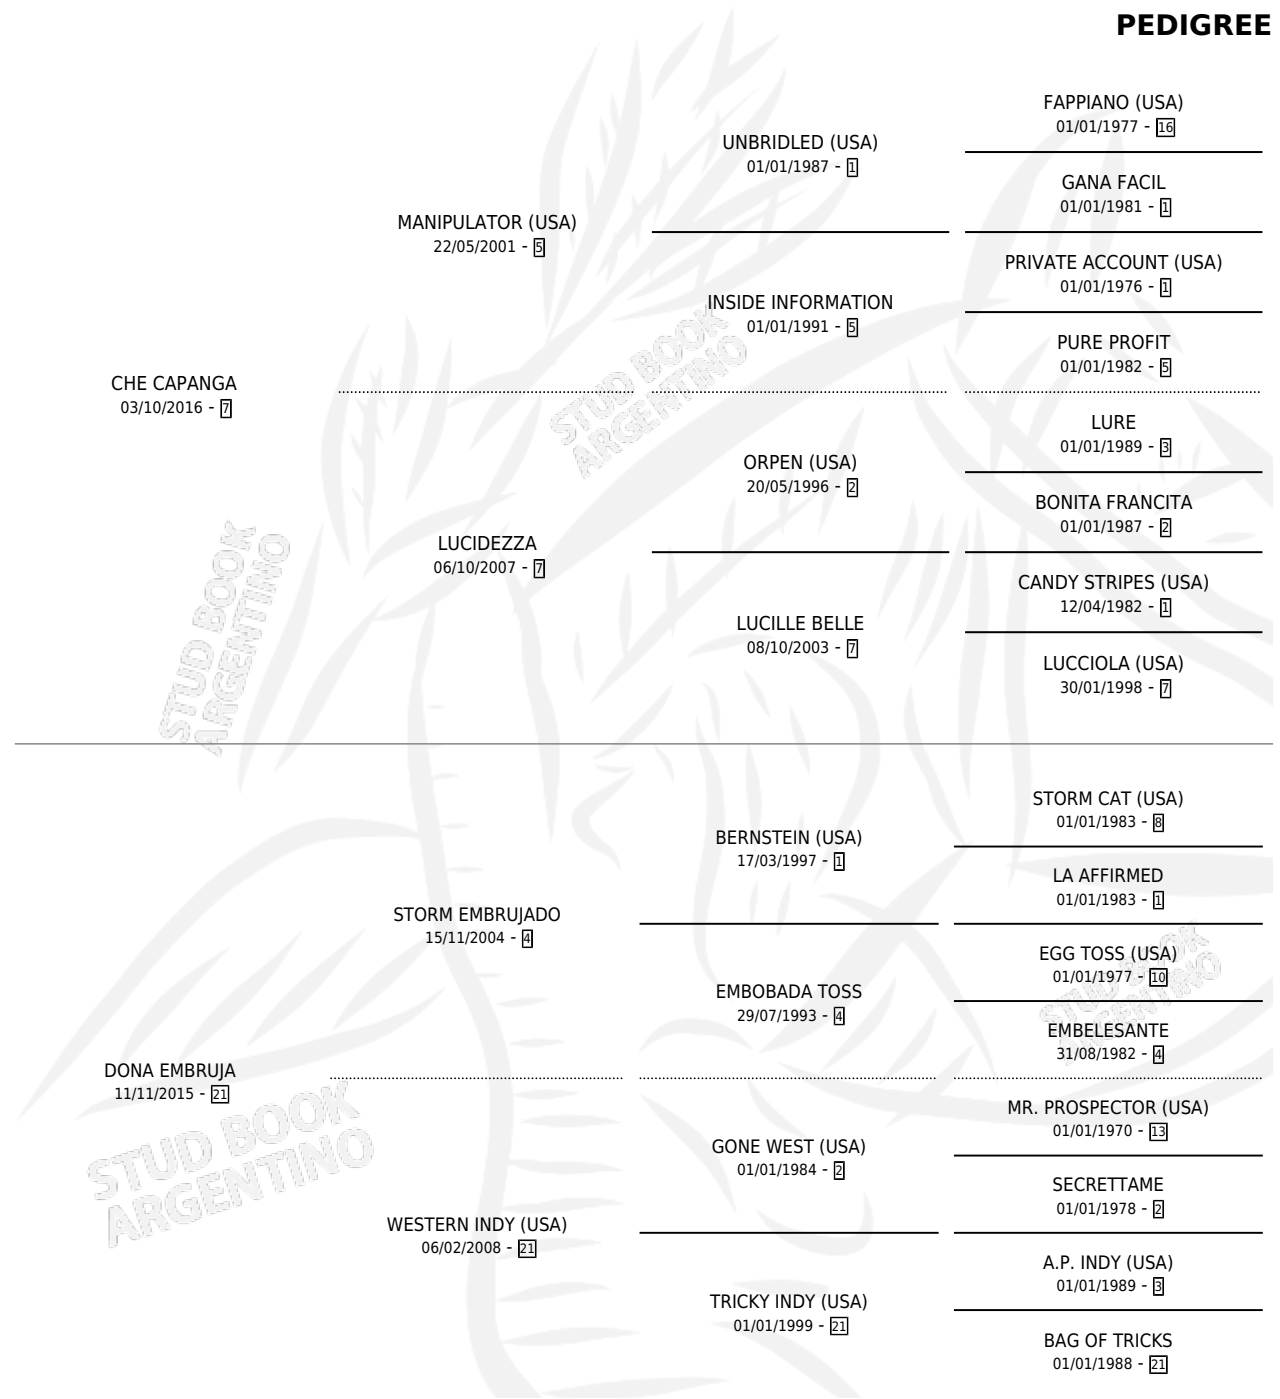 PEDIGREE
FAPPIANO (USA)
01/01/1977 - 16
UNBRIDLED (USA)
01/01/1987 - 1
GANA FACIL
01/01/1981 - 1
MANIPULATOR (USA)
22/05/2001 - 5
PRIVATE ACCOUNT (USA)
01/01/1976 - 1
INSIDE INFORMATION
01/01/1991 - 5
PURE PROFIT
01/01/1982 - 5
CHE CAPANGA
03/10/2016 - 7
STUD BOOK
ARGENTINO
LURE
01/01/1989 - 3
ORPEN (USA)
20/05/1996 - 2
BONITA FRANCITA
01/01/1987 - 2
LUCIDEZZA
06/10/2007 - 7
CANDY STRIPES (USA)
12/04/1982 - 1
LUCILLE BELLE
08/10/2003 - 7
LUCCIOLA (USA)
30/01/1998 - 7
STUD BOOK
ARGENTINO
STORM CAT (USA)
01/01/1983 - 8
BERNSTEIN (USA)
17/03/1997 - 1
LA AFFIRMED
01/01/1983 - 1
STORM EMBRUJADO
15/11/2004 - 4
EGG TOSS (USA)
01/01/1977 - 10
EMBOBADA TOSS
29/07/1993 - 4
STUD BOOK
ARGENTINO
EMBELESANTE
31/08/1982 - 4
DONA EMBRUJA
11/11/2015 - 21
STUD BOOK
ARGENTINO
MR. PROSPECTOR (USA)
01/01/1970 - 13
GONE WEST (USA)
01/01/1984 - 2
SECRETTAME
01/01/1978 - 2
WESTERN INDY (USA)
06/02/2008 - 21
A.P. INDY (USA)
01/01/1989 - 3
TRICKY INDY (USA)
01/01/1999 - 21
BAG OF TRICKS
01/01/1988 - 21